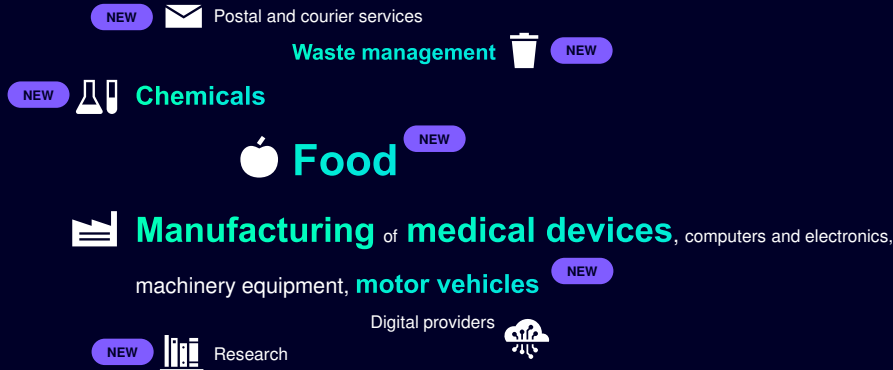 NEW Postal and courier services
Waste management NEW
NEW Chemicals
Food NEW
Manufacturing of medical devices, computers and electronics,
machinery equipment, motor vehicles NEW
Digital providers
NEW Research